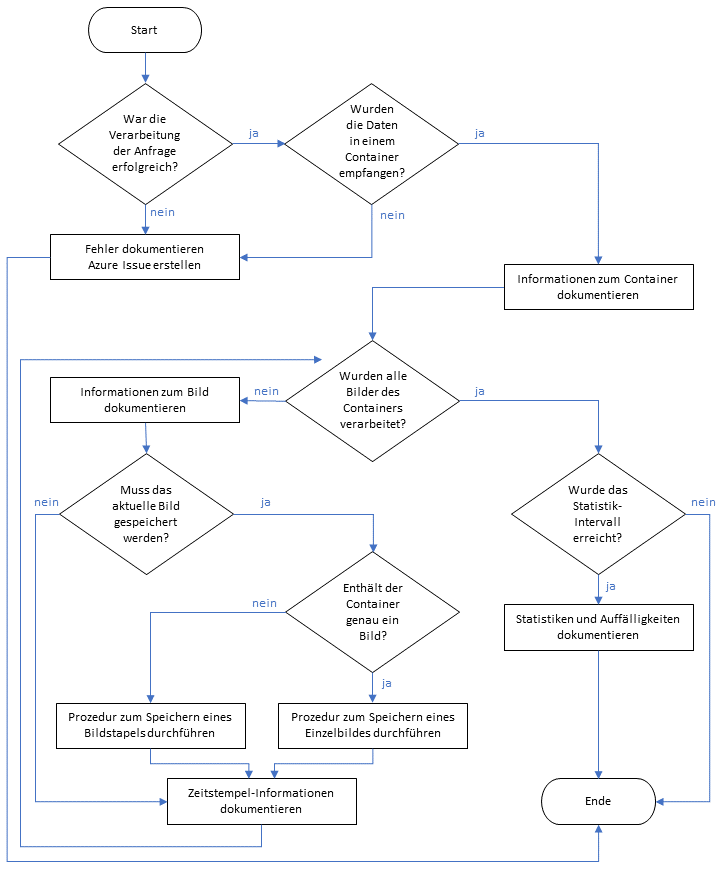 Start
War die
Verarbeitung
der Anfrage
erfolgreich?
ja
Wurden
die Daten
in einem
Container
empfangen?
ja
nein
nein
Fehler dokumentieren
Azure Issue erstellen
Informationen zum Container
dokumentieren
Wurden alle
Bilder des
Containers
verarbeitet?
nein
ja
Informationen zum Bild
dokumentieren
Muss das
aktuelle Bild
gespeichert
werden?
nein
ja
Wurde das
Statistik-
Intervall
erreicht?
nein
ja
Enthält der
Container
genau ein
Bild?
nein
ja
Statistiken und Auffälligkeiten
dokumentieren
Prozedur zum Speichern eines
Bildstapels durchführen
Prozedur zum Speichern eines
Einzelbildes durchführen
Zeitstempel-Informationen
dokumentieren
Ende